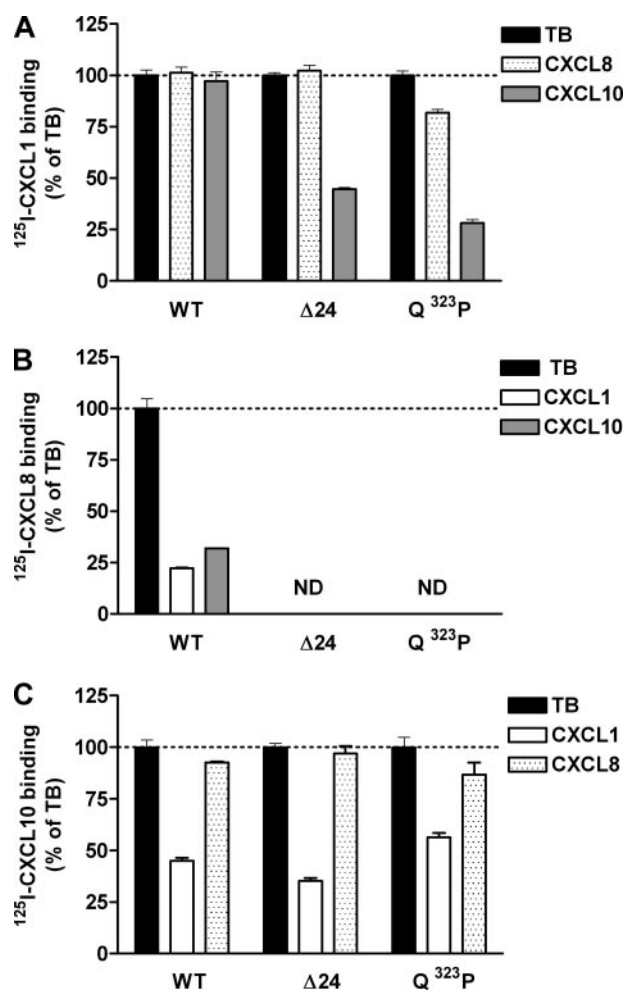 A
¹²⁵I-CXCL1 binding
(% of TB)
125
100
75
50
25
0
WT Δ24 Q ³²³P
TB
CXCL8
CXCL10
B
¹²⁵I-CXCL8 binding
(% of TB)
125
100
75
50
25
0
ND ND
WT Δ24 Q ³²³P
TB
CXCL1
CXCL10
C
¹²⁵I-CXCL10 binding
(% of TB)
125
100
75
50
25
0
WT Δ24 Q ³²³P
TB
CXCL1
CXCL8